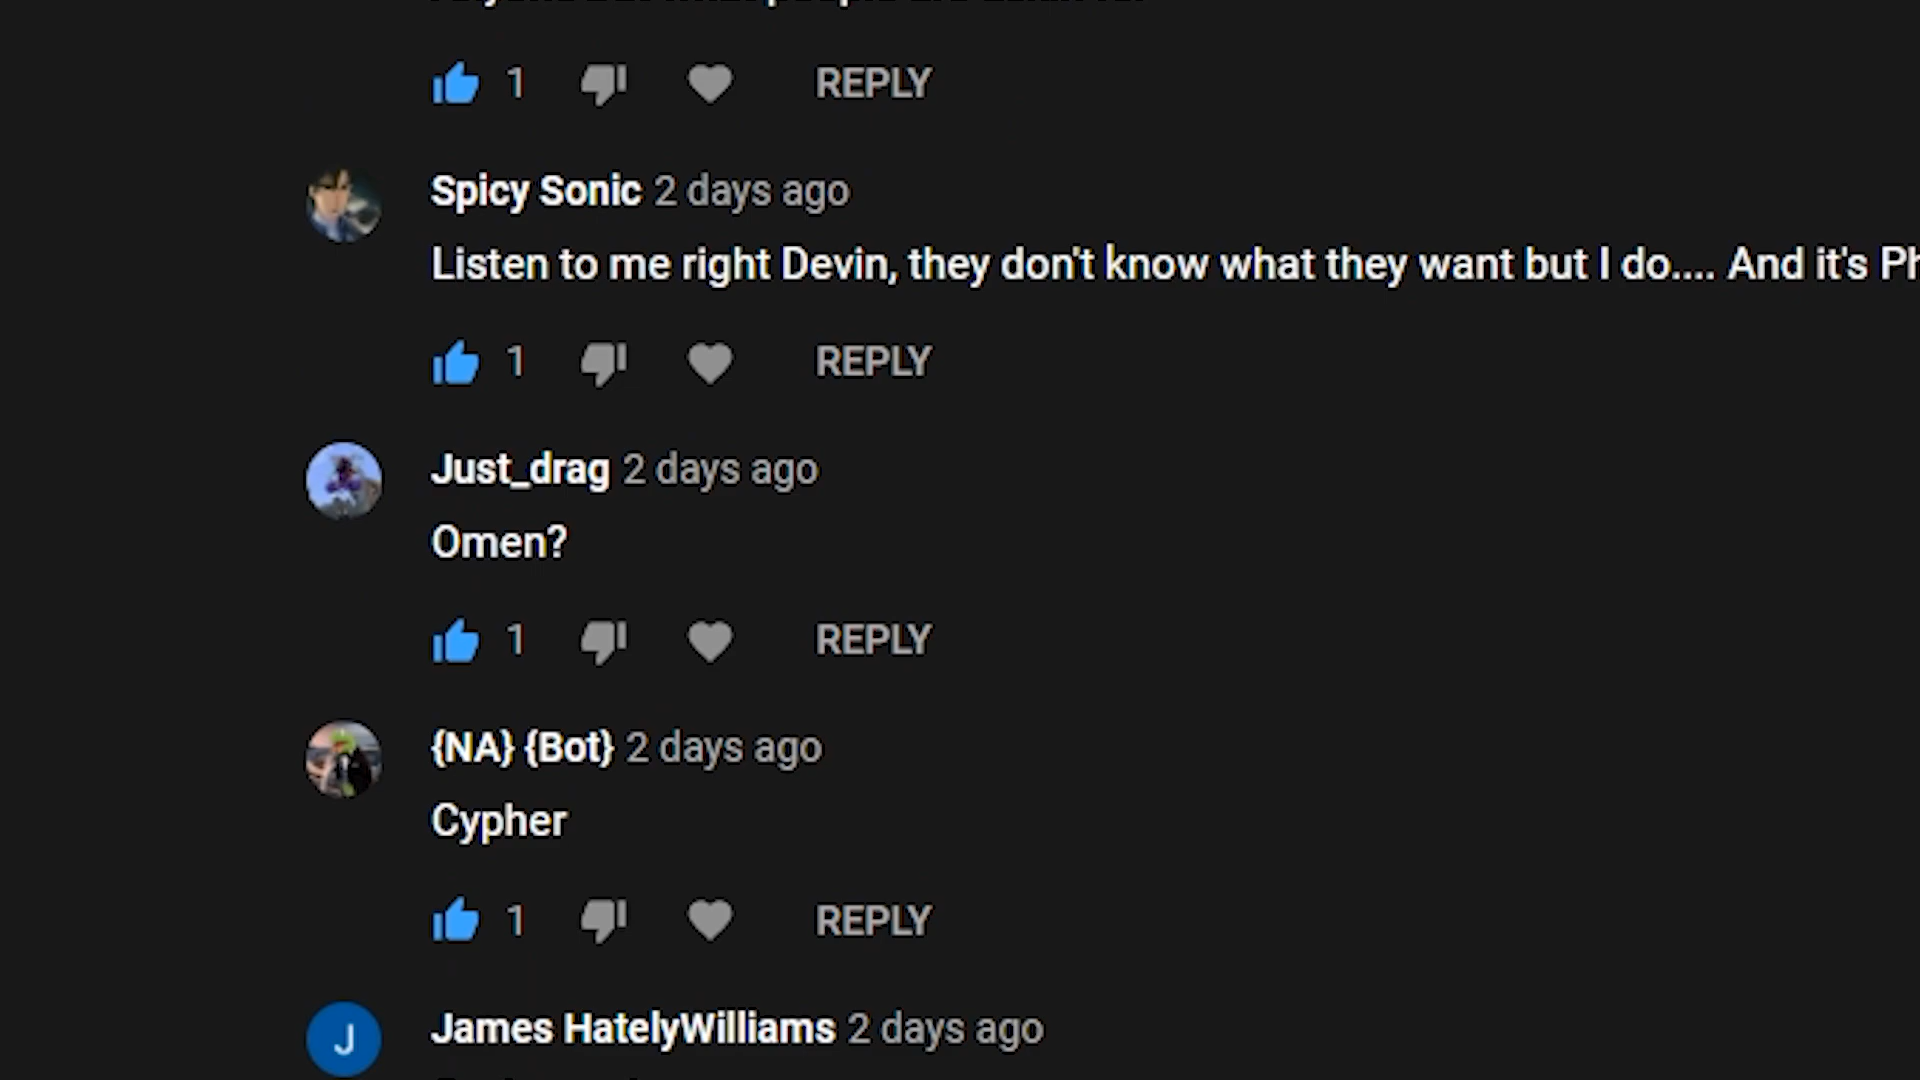 1 REPLY
Spicy Sonic 2 days ago
Listen to me right Devin, they don't know what they want but I do.... And it's Ph
1 REPLY
Just_drag 2 days ago
Omen?
1 REPLY
{NA} {Bot} 2 days ago
Cypher
1 REPLY
J James HatelyWilliams 2 days ago